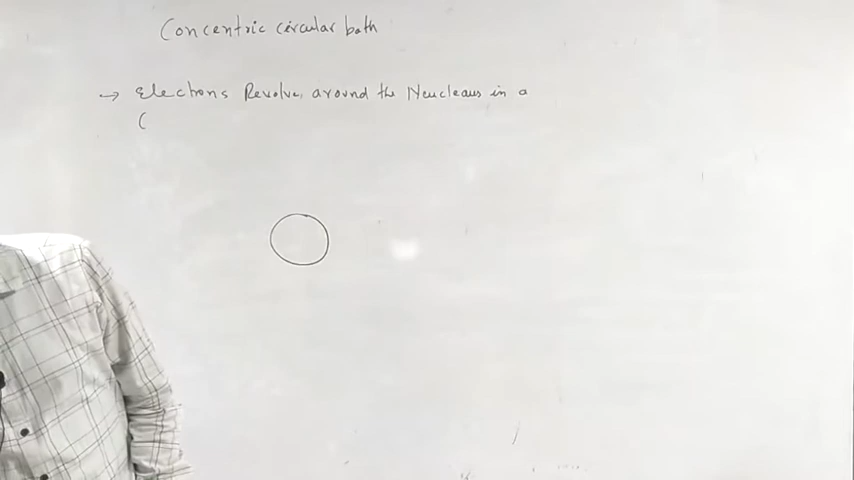 Concentric circular bath
→ Electrons Revolve around the Neucleaus in a
(